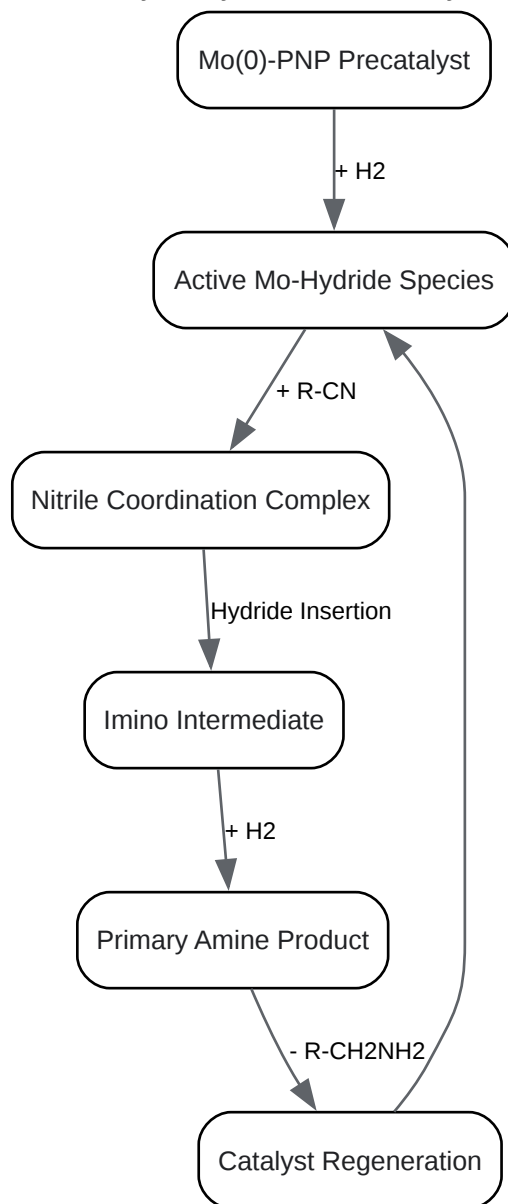 Mo(0)-PNP Precatalyst
+ H2
Active Mo-Hydride Species
+ R-CN
Nitrile Coordination Complex
Hydride Insertion
Imino Intermediate
+ H2
Primary Amine Product
- R-CH2NH2
Catalyst Regeneration